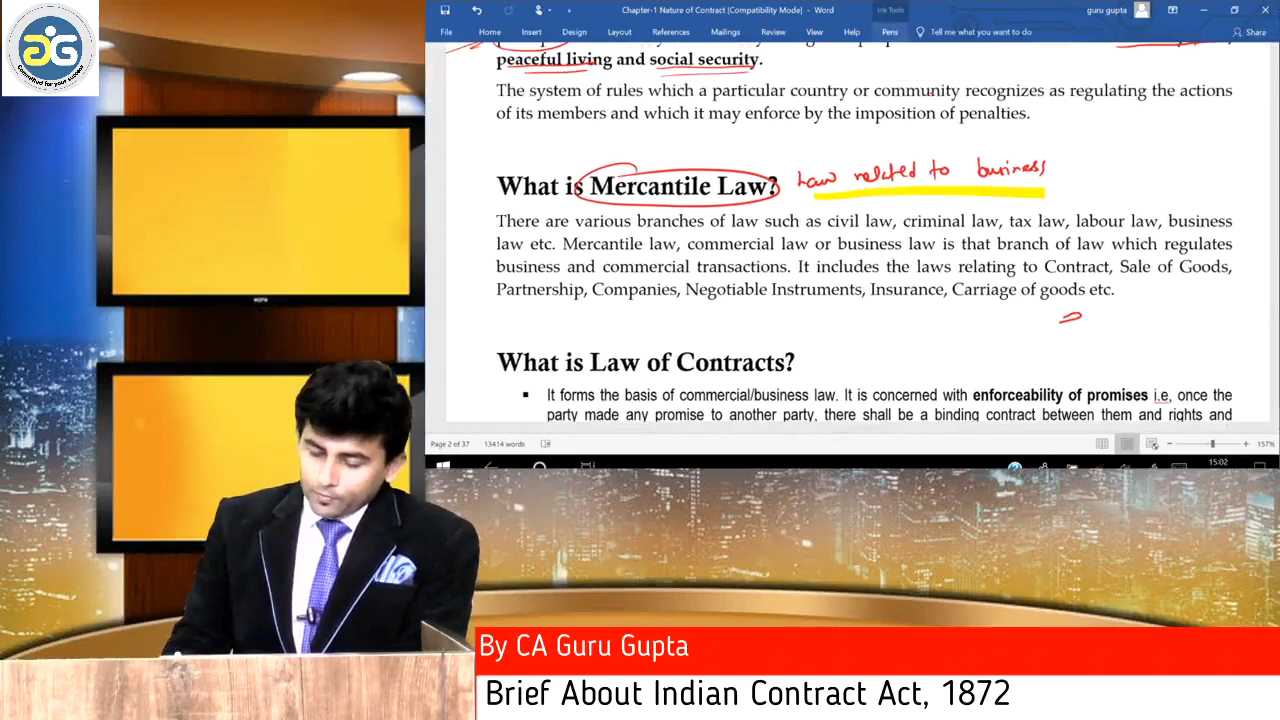 Committed for your success
Chapter-1 Nature of Contract [Compatibility Mode] - Word
Ink Tools
guru gupta
File Home Insert Design Layout References Mailings Review View Help Pens Tell me what you want to do Share
peaceful living and social security.
The system of rules which a particular country or community recognizes as regulating the actions
of its members and which it may enforce by the imposition of penalties.
What is Mercantile Law? Law related to business
There are various branches of law such as civil law, criminal law, tax law, labour law, business
law etc. Mercantile law, commercial law or business law is that branch of law which regulates
business and commercial transactions. It includes the laws relating to Contract, Sale of Goods,
Partnership, Companies, Negotiable Instruments, Insurance, Carriage of goods etc.
What is Law of Contracts?
It forms the basis of commercial/business law. It is concerned with enforceability of promises i.e, once the
party made any promise to another party, there shall be a binding contract between them and rights and
Page 2 of 37 13414 words 157%
15:02
By CA Guru Gupta
Brief About Indian Contract Act, 1872